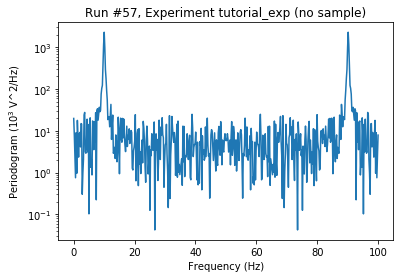 Run #57, Experiment tutorial_exp (no sample)
Periodogram (10³ V^2/Hz)
10³
10²
10¹
10⁰
10⁻¹
0 20 40 60 80 100
Frequency (Hz)